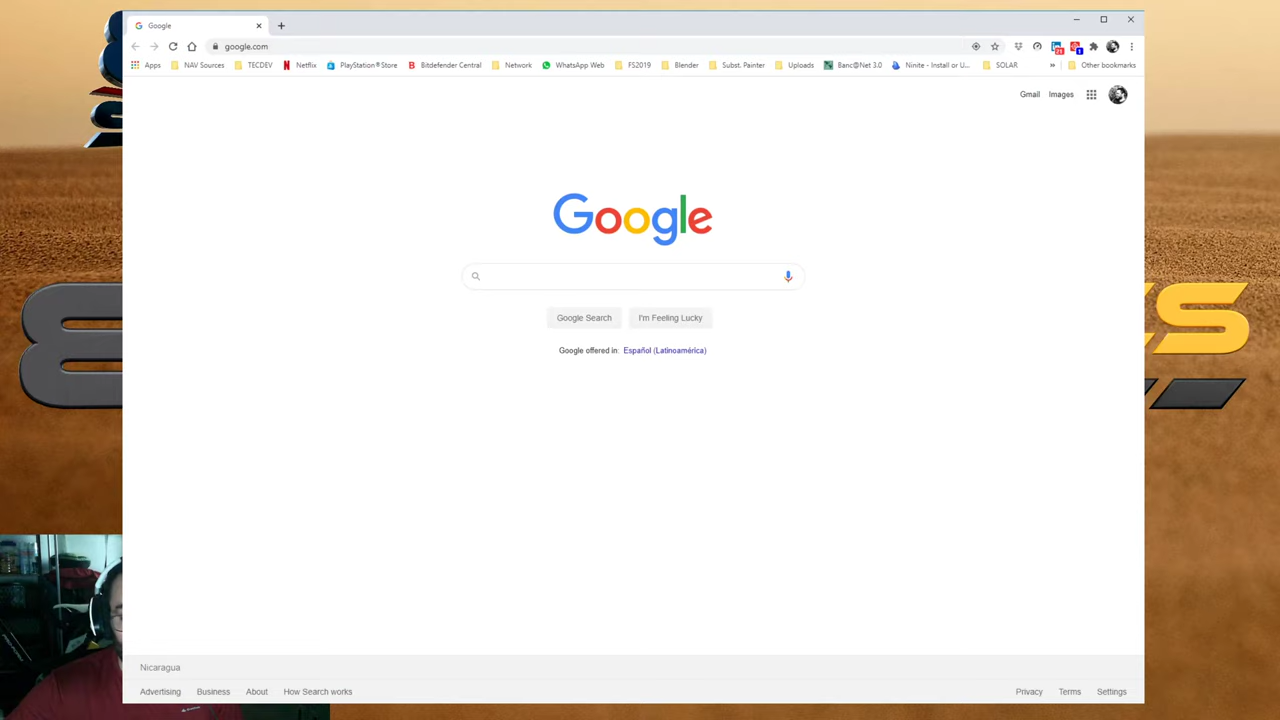 Google
google.com
Apps NAV Sources TECDEV Netflix PlayStation®Store Bitdefender Central Network WhatsApp Web FS2019 Blender Subst. Painter Uploads Banc@Net 3.0 Ninite - Install or U... SOLAR » Other bookmarks
21
1
Gmail Images
Google
Google Search I'm Feeling Lucky
Google offered in: Español (Latinoamérica)
Nicaragua
Advertising Business About How Search works Privacy Terms Settings